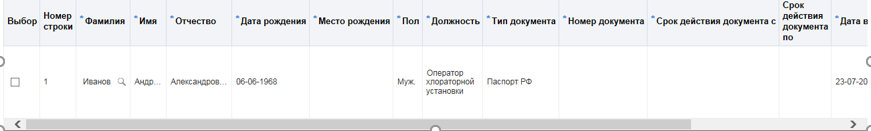 Выбор Номер строки *Фамилия *Имя *Отчество *Дата рождения *Место рождения *Пол *Должность *Тип документа *Номер документа *Срок действия документа с Срок действия документа по *Дата в
1 Иванов Андр... Александров... 06-06-1968 Муж. Оператор хлораторной установки Паспорт РФ 23-07-20